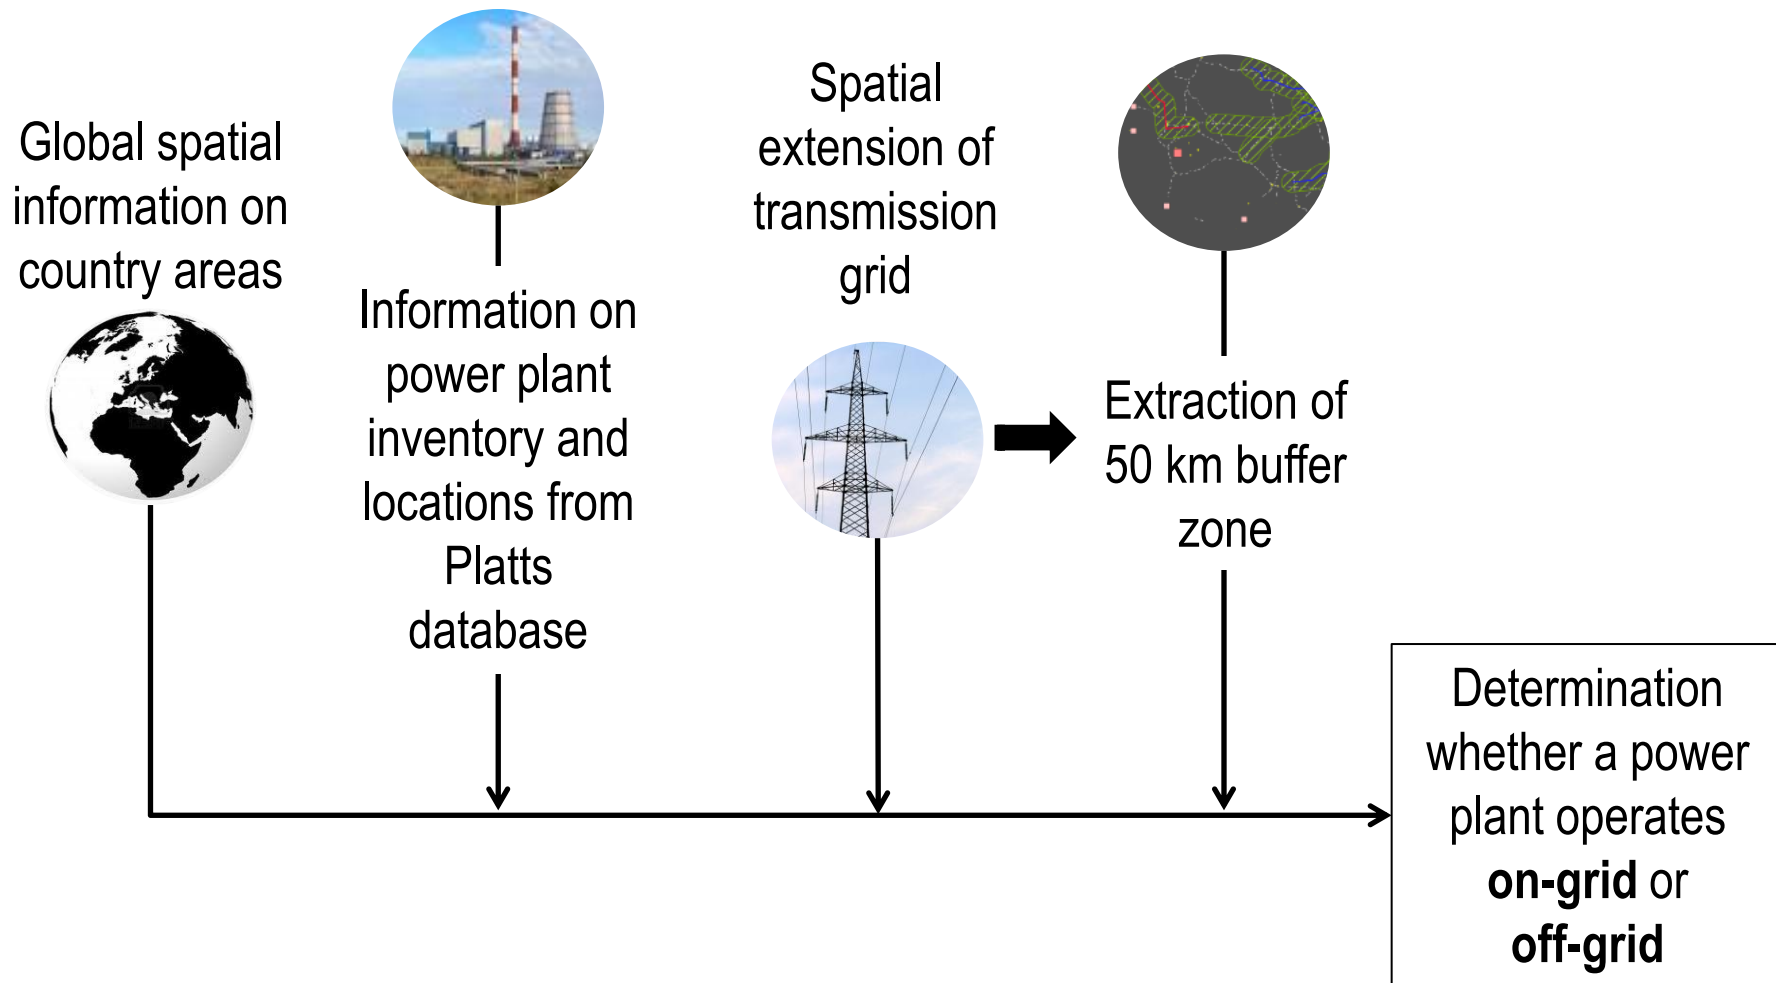 Global spatial
information on
country areas
Information on
power plant
inventory and
locations from
Platts
database
Spatial
extension of
transmission
grid
Extraction of
50 km buffer
zone
Determination
whether a power
plant operates
on-grid or
off-grid